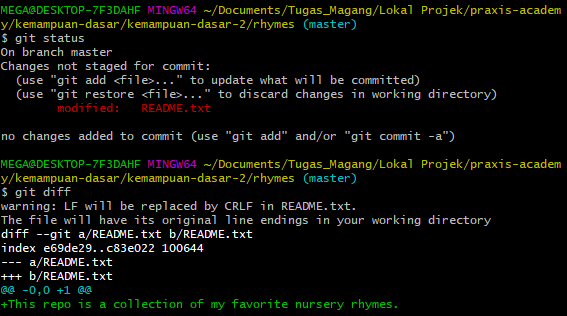 MEGA@DESKTOP-7F3DAHF MINGW64 ~/Documents/Tugas_Magang/Lokal Projek/praxis-academ
y/kemampuan-dasar/kemampuan-dasar-2/rhymes (master)
$ git status
On branch master
Changes not staged for commit:
  (use "git add <file>..." to update what will be committed)
  (use "git restore <file>..." to discard changes in working directory)
        modified:   README.txt

no changes added to commit (use "git add" and/or "git commit -a")

MEGA@DESKTOP-7F3DAHF MINGW64 ~/Documents/Tugas_Magang/Lokal Projek/praxis-academ
y/kemampuan-dasar/kemampuan-dasar-2/rhymes (master)
$ git diff
warning: LF will be replaced by CRLF in README.txt.
The file will have its original line endings in your working directory
diff --git a/README.txt b/README.txt
index e69de29..c83e022 100644
--- a/README.txt
+++ b/README.txt
@@ -0,0 +1 @@
+This repo is a collection of my favorite nursery rhymes.